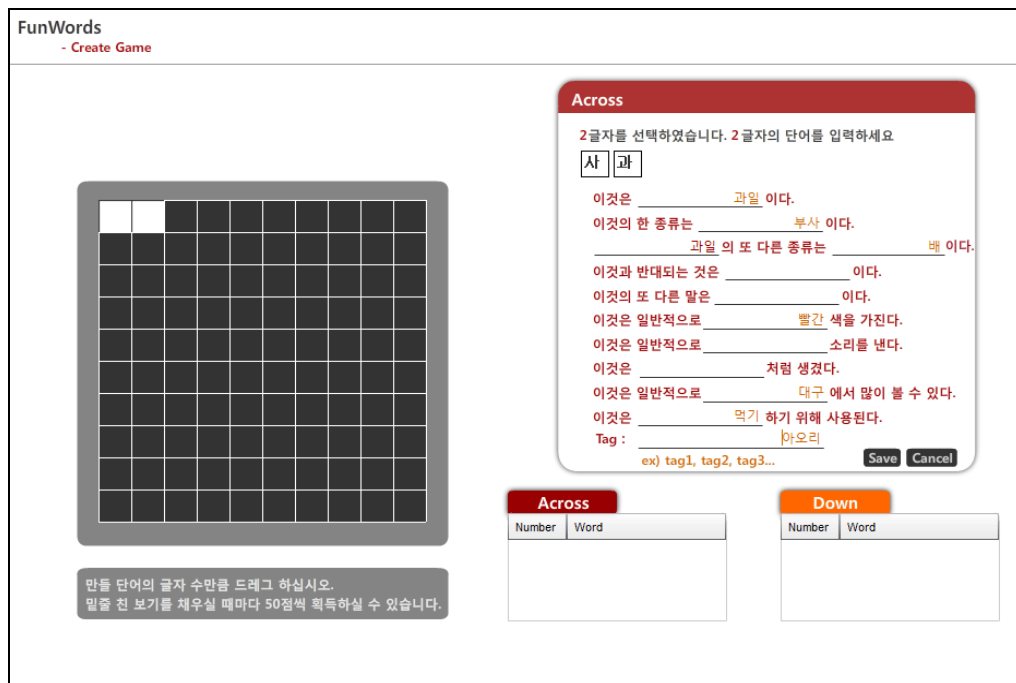 FunWords
- Create Game
Across
2글자를 선택하였습니다. 2글자의 단어를 입력하세요
사 과
이것은 과일 이다.
이것의 한 종류는 부사 이다.
과일 의 또 다른 종류는 배 이다.
이것과 반대되는 것은 이다.
이것의 또 다른 말은 이다.
이것은 일반적으로 빨간 색을 가진다.
이것은 일반적으로 소리를 낸다.
이것은 처럼 생겼다.
이것은 일반적으로 대구 에서 많이 볼 수 있다.
이것은 먹기 하기 위해 사용된다.
Tag : 아오리
ex) tag1, tag2, tag3...
Save Cancel
만들 단어의 글자 수만큼 드레그 하십시오.
밑줄 친 보기를 채우실 때마다 50점씩 획득하실 수 있습니다.
Across
Number Word
Down
Number Word